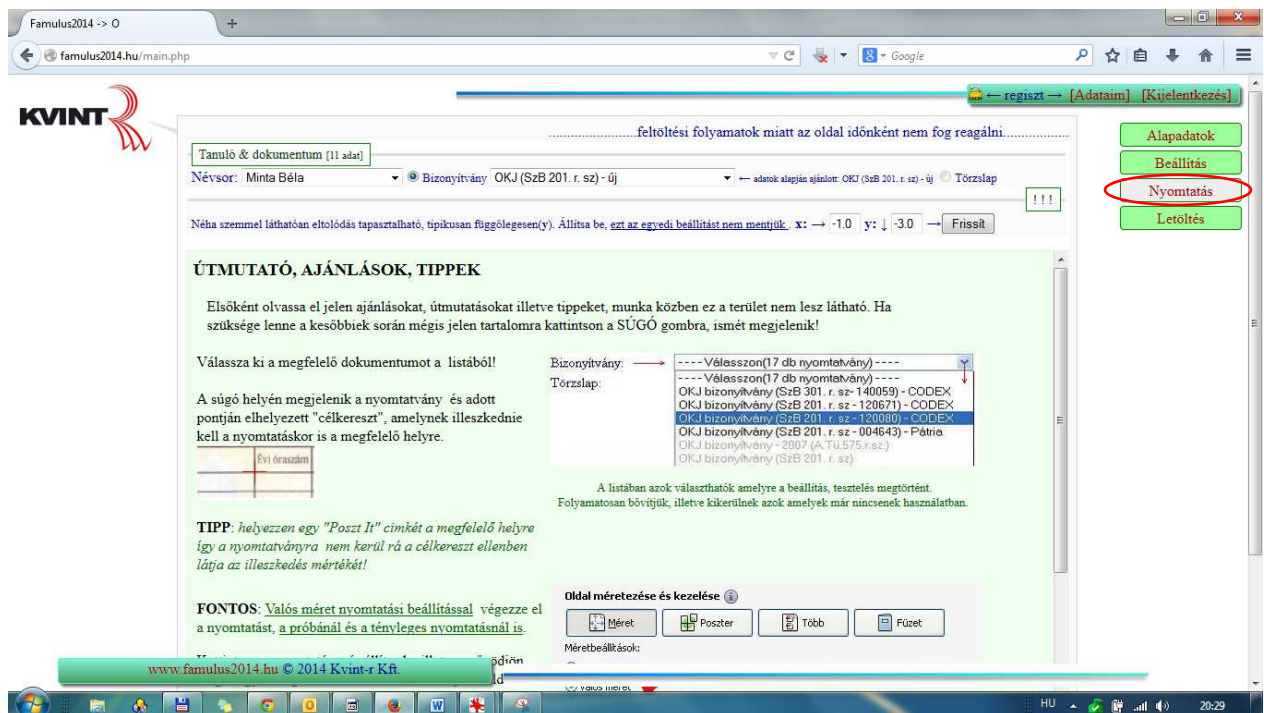 Famulus2014 -> O
famulus2014.hu/main.php
Google
← regiszt → [Adataim] [Kijelentkezés]
KVINT
......................feltöltési folyamatok miatt az oldal időnként nem fog reagálni.................
Alapadatok
Beállítás
Nyomtatás
Letöltés
Tanuló & dokumentum [11 adat]
Névsor: Minta Béla Bizonyítvány OKJ (SzB 201. r. sz) - új ← adatok alapján ajánlott: OKJ (SzB 201. r. sz) - új Törzslap
!!!
Néha szemmel láthatóan eltolódás tapasztalható, tipikusan függőlegesen(y). Állítsa be, ezt az egyedi beállítást nem mentjük. x: → -1.0 y: ↓ -3.0 → Frissít
ÚTMUTATÓ, AJÁNLÁSOK, TIPPEK
Elsőként olvassa el jelen ajánlásokat, útmutatásokat illetve tippeket, munka közben ez a terület nem lesz látható. Ha
szüksége lenne a kesőbbiek során mégis jelen tartalomra kattintson a SÚGÓ gombra, ismét megjelenik!
Válassza ki a megfelelő dokumentumot a listából!
A súgó helyén megjelenik a nyomtatvány és adott
pontján elhelyezett "célkereszt", amelynek illeszkednie
kell a nyomtatáskor is a megfelelő helyre.
Évi óraszám
Bizonyítvány:
Törzslap:
---- Válasszon(17 db nyomtatvány) ----
---- Válasszon(17 db nyomtatvány) ----
OKJ bizonyítvány (SzB 301. r. sz- 140059) - CODEX
OKJ bizonyítvány (SzB 201. r. sz - 120671) - CODEX
OKJ bizonyítvány (SzB 201. r. sz - 120080) - CODEX
OKJ bizonyítvány (SzB 201. r. sz - 004643) - Pátria
OKJ bizonyítvány - 2007 (A.Tü.575.r.sz.)
OKJ bizonyítvány (SzB 201. r. sz)
A listában azok választhatók amelyre a beállítás, tesztelés megtörtént.
Folyamatosan bővítjük, illetve kikerülnek azok amelyek már nincsenek használatban.
TIPP: helyezzen egy "Poszt It" cimkét a megfelelő helyre
így a nyomtatványra nem kerül rá a célkereszt ellenben
látja az illeszkedés mértékét!
FONTOS: Valós méret nyomtatási beállítással végezze el
a nyomtatást, a próbánál és a tényleges nyomtatásnál is.
Oldal méretezése és kezelése
Méret
Poszter
Több
Füzet
Méretbeállítások:
Valós méret
www.famulus2014.hu © 2014 Kvint-r Kft.
HU
20:29